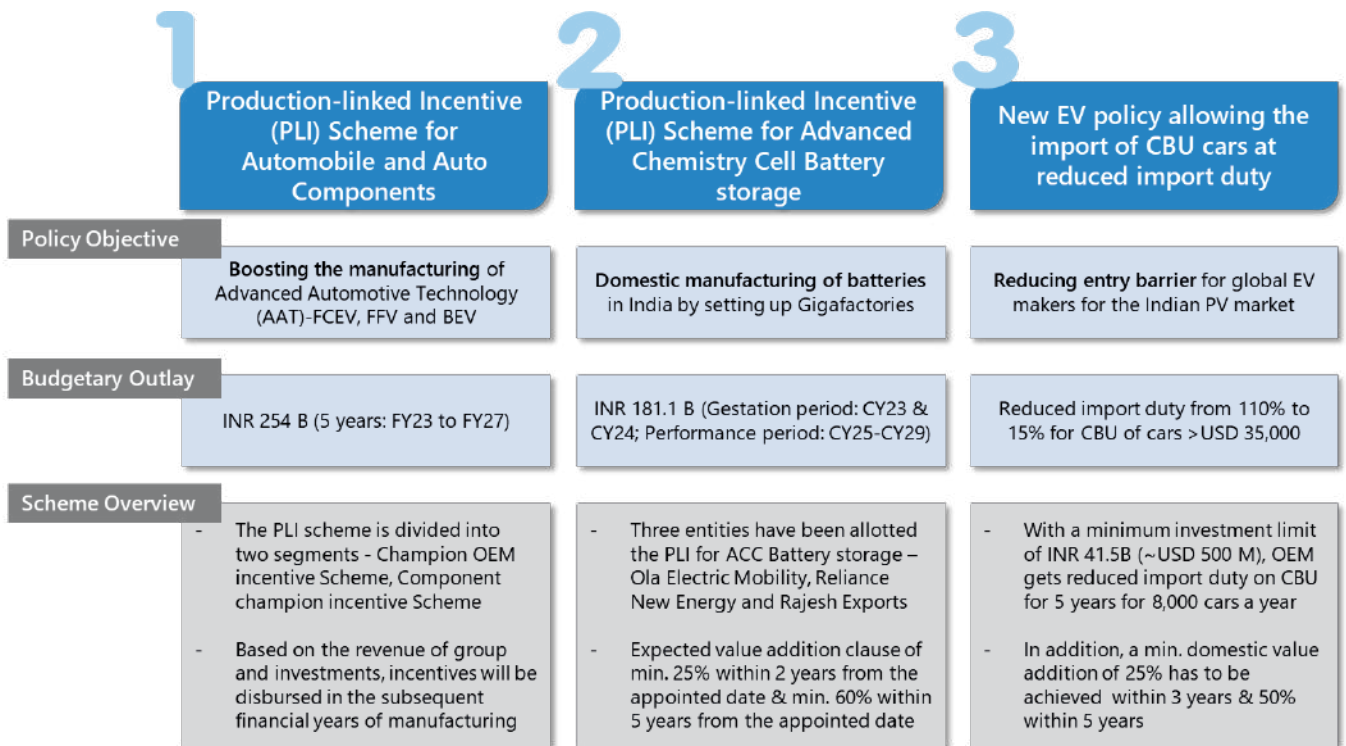 1
Production-linked Incentive
(PLI) Scheme for
Automobile and Auto
Components
2
Production-linked Incentive
(PLI) Scheme for Advanced
Chemistry Cell Battery
storage
3
New EV policy allowing the
import of CBU cars at
reduced import duty
Policy Objective
Boosting the manufacturing of
Advanced Automotive Technology
(AAT)-FCEV, FFV and BEV
Domestic manufacturing of batteries
in India by setting up Gigafactories
Reducing entry barrier for global EV
makers for the Indian PV market
Budgetary Outlay
INR 254 B (5 years: FY23 to FY27)
INR 181.1 B (Gestation period: CY23 &
CY24; Performance period: CY25-CY29)
Reduced import duty from 110% to
15% for CBU of cars >USD 35,000
Scheme Overview
- The PLI scheme is divided into
two segments - Champion OEM
incentive Scheme, Component
champion incentive Scheme
- Based on the revenue of group
and investments, incentives will be
disbursed in the subsequent
financial years of manufacturing
- Three entities have been allotted
the PLI for ACC Battery storage –
Ola Electric Mobility, Reliance
New Energy and Rajesh Exports
- Expected value addition clause of
min. 25% within 2 years from the
appointed date & min. 60% within
5 years from the appointed date
- With a minimum investment limit
of INR 41.5B (~USD 500 M), OEM
gets reduced import duty on CBU
for 5 years for 8,000 cars a year
- In addition, a min. domestic value
addition of 25% has to be
achieved within 3 years & 50%
within 5 years